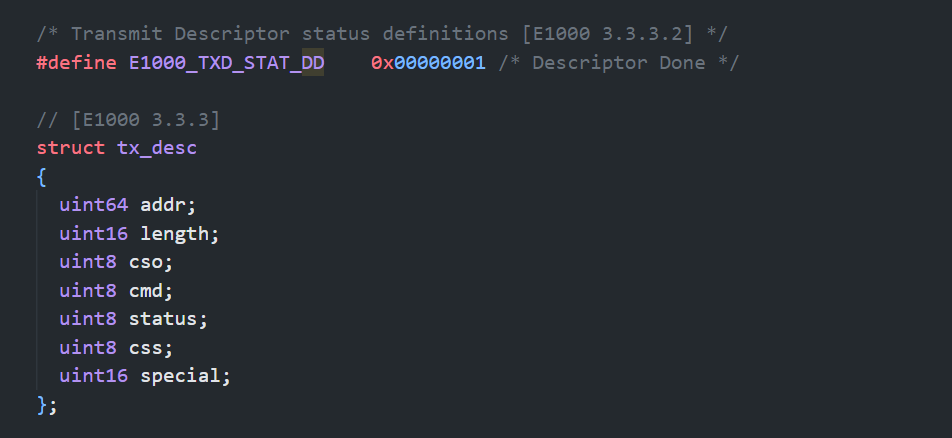 /* Transmit Descriptor status definitions [E1000 3.3.3.2] */
#define E1000_TXD_STAT_DD    0x00000001 /* Descriptor Done */
// [E1000 3.3.3]
struct tx_desc
{
  uint64 addr;
  uint16 length;
  uint8 cso;
  uint8 cmd;
  uint8 status;
  uint8 css;
  uint16 special;
};